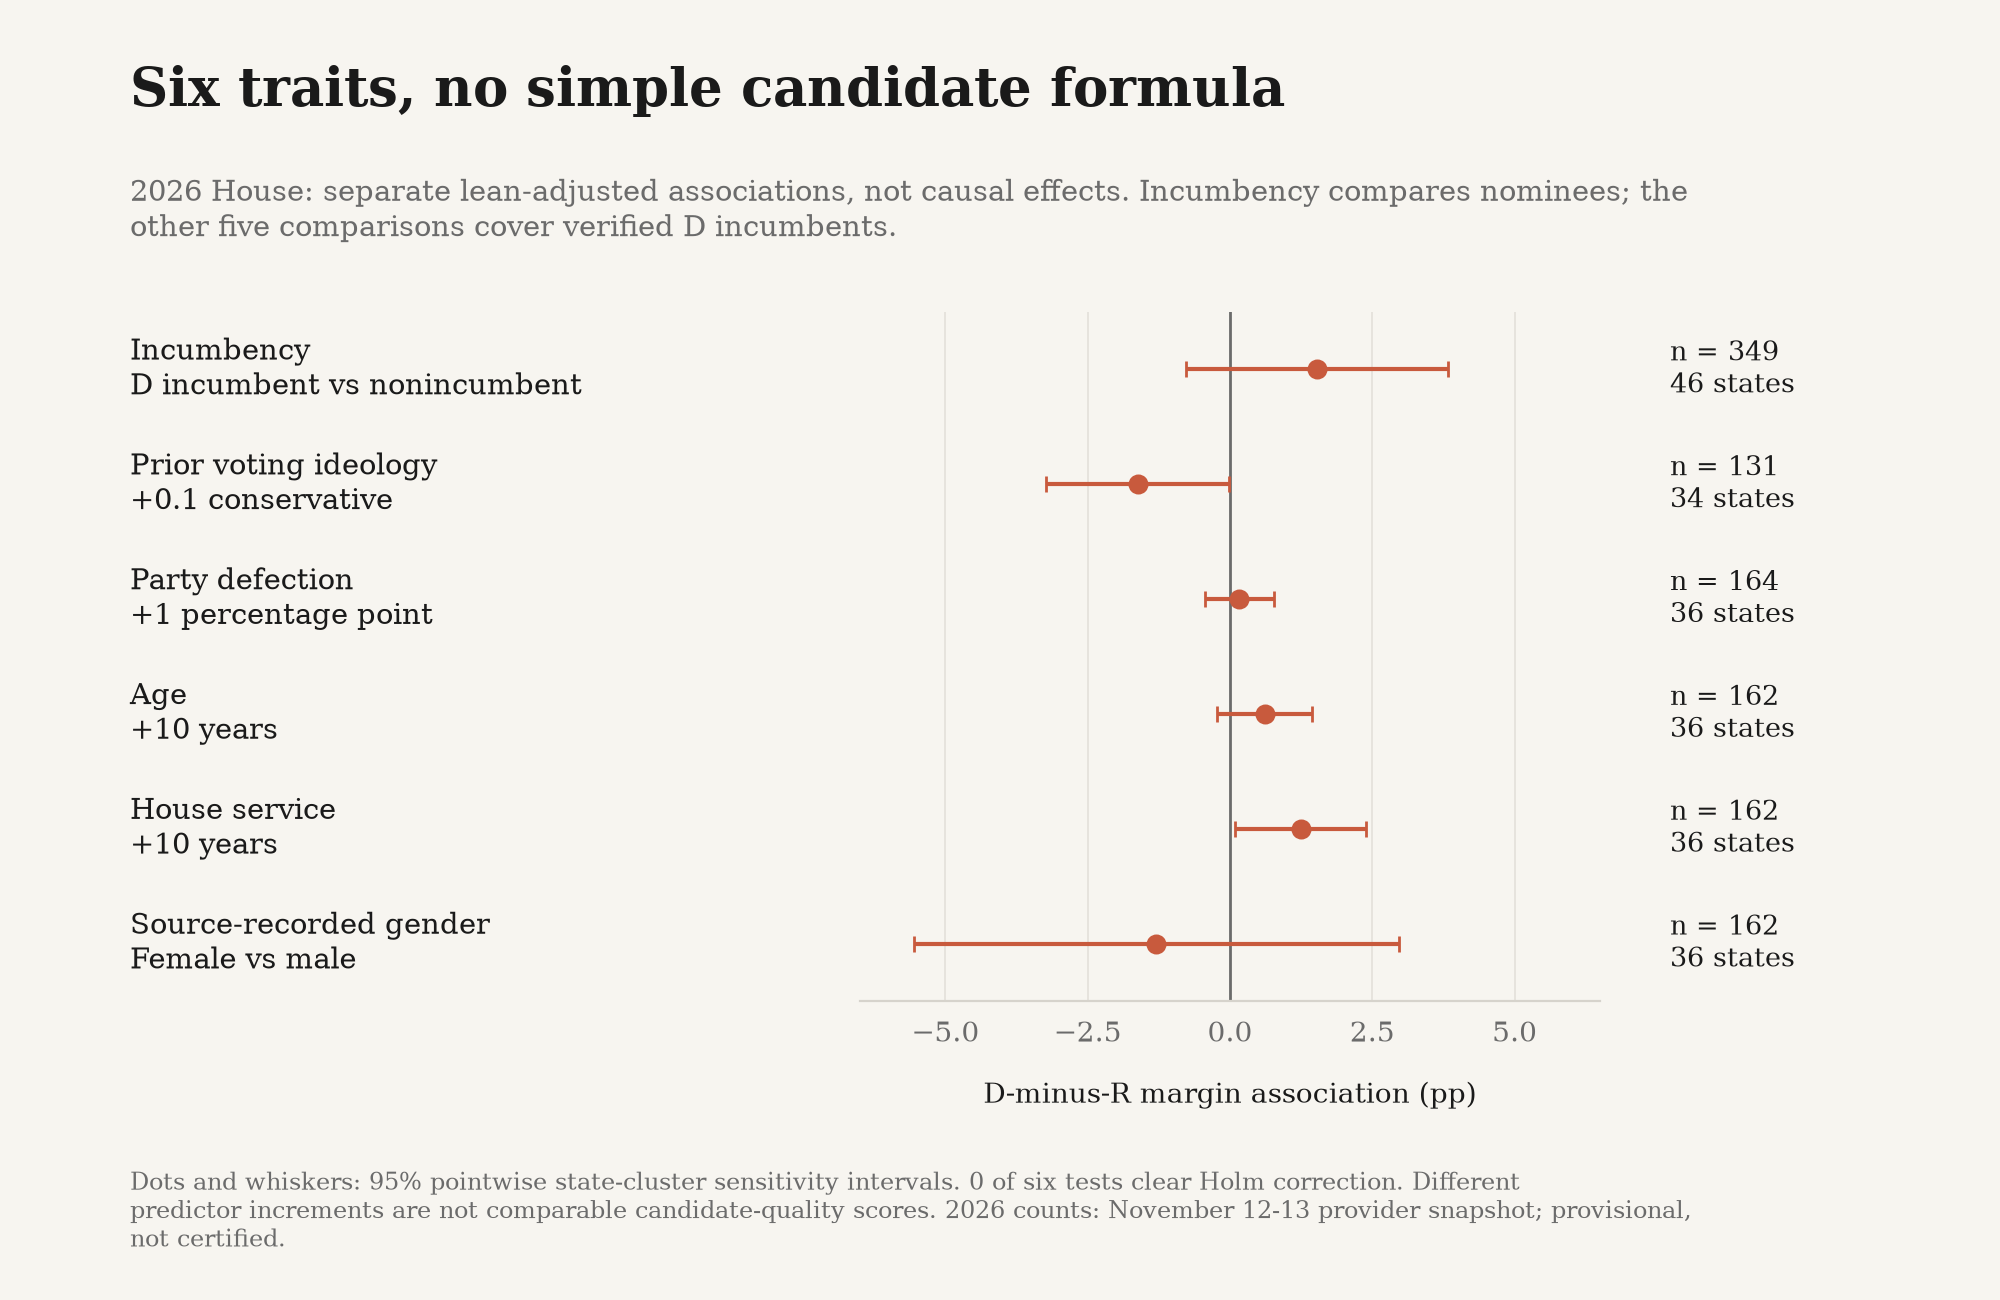 Six traits, no simple candidate formula
2026 House: separate lean-adjusted associations, not causal effects. Incumbency compares nominees; the
other five comparisons cover verified D incumbents.
Incumbency
D incumbent vs nonincumbent
n = 349
46 states
Prior voting ideology
+0.1 conservative
n = 131
34 states
Party defection
+1 percentage point
n = 164
36 states
Age
+10 years
n = 162
36 states
House service
+10 years
n = 162
36 states
Source-recorded gender
Female vs male
n = 162
36 states
−5.0 −2.5 0.0 2.5 5.0
D-minus-R margin association (pp)
Dots and whiskers: 95% pointwise state-cluster sensitivity intervals. 0 of six tests clear Holm correction. Different
predictor increments are not comparable candidate-quality scores. 2026 counts: November 12-13 provider snapshot; provisional,
not certified.